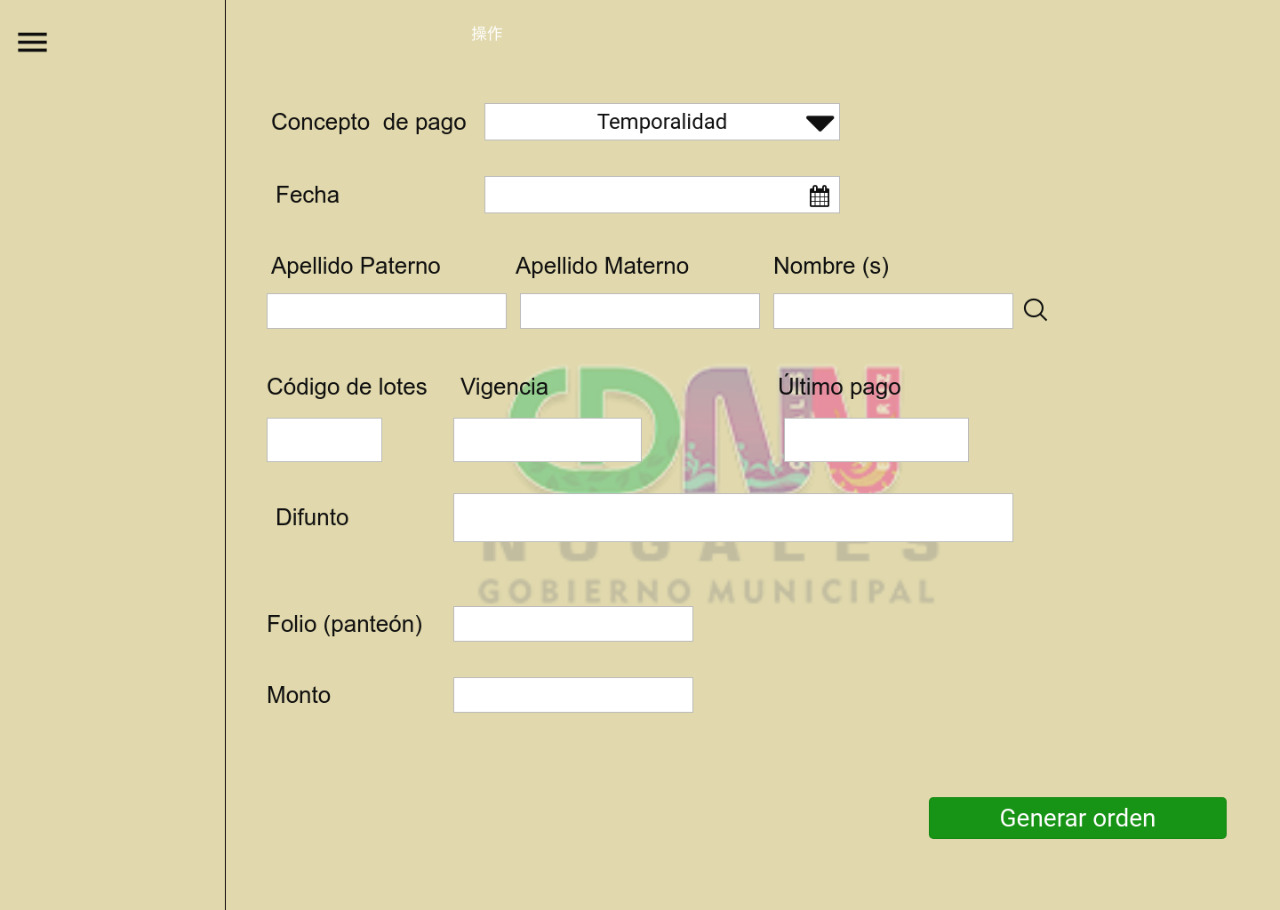 操作
Concepto  de pago Temporalidad
Fecha
Apellido Paterno Apellido Materno Nombre (s)
Código de lotes Vigencia Último pago
Difunto
NOGALES
GOBIERNO MUNICIPAL
Folio (panteón)
Monto
Generar orden